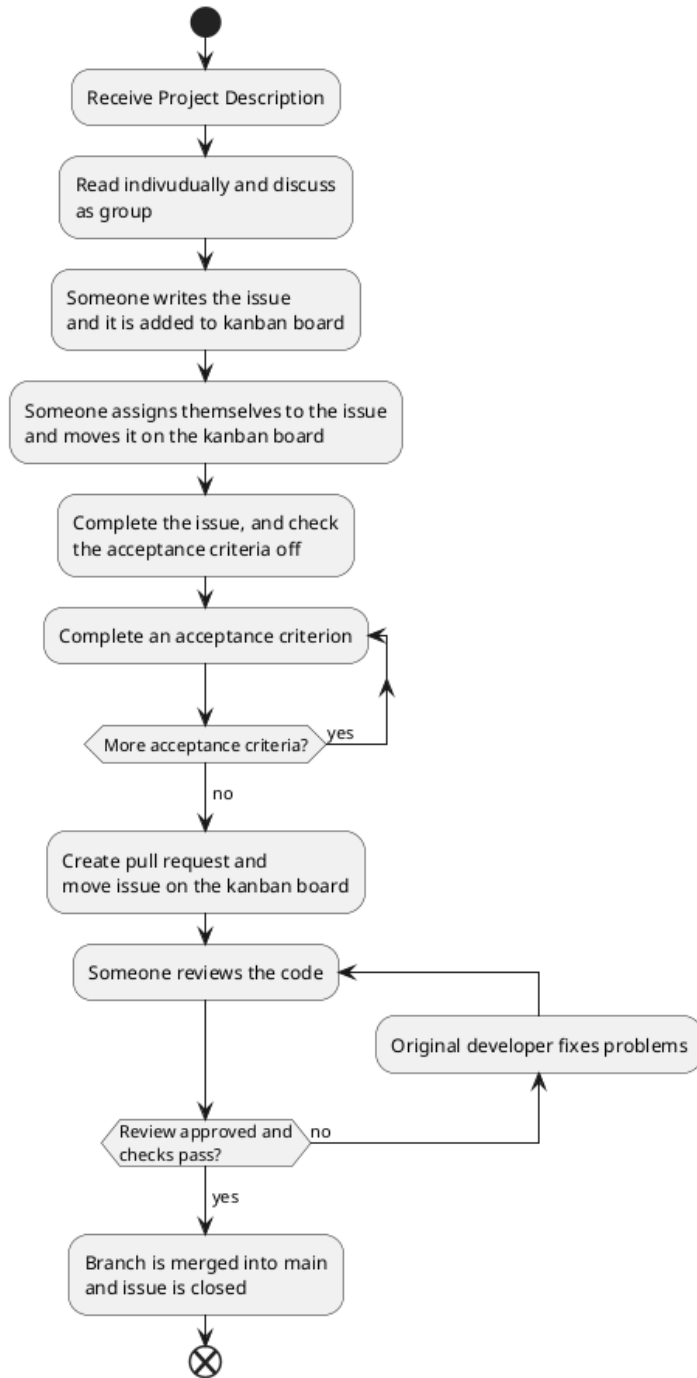 Receive Project Description
Read indivudually and discuss
as group
Someone writes the issue
and it is added to kanban board
Someone assigns themselves to the issue
and moves it on the kanban board
Complete the issue, and check
the acceptance criteria off
Complete an acceptance criterion
More acceptance criteria?
yes
no
Create pull request and
move issue on the kanban board
Someone reviews the code
Original developer fixes problems
Review approved and
checks pass?
no
yes
Branch is merged into main
and issue is closed